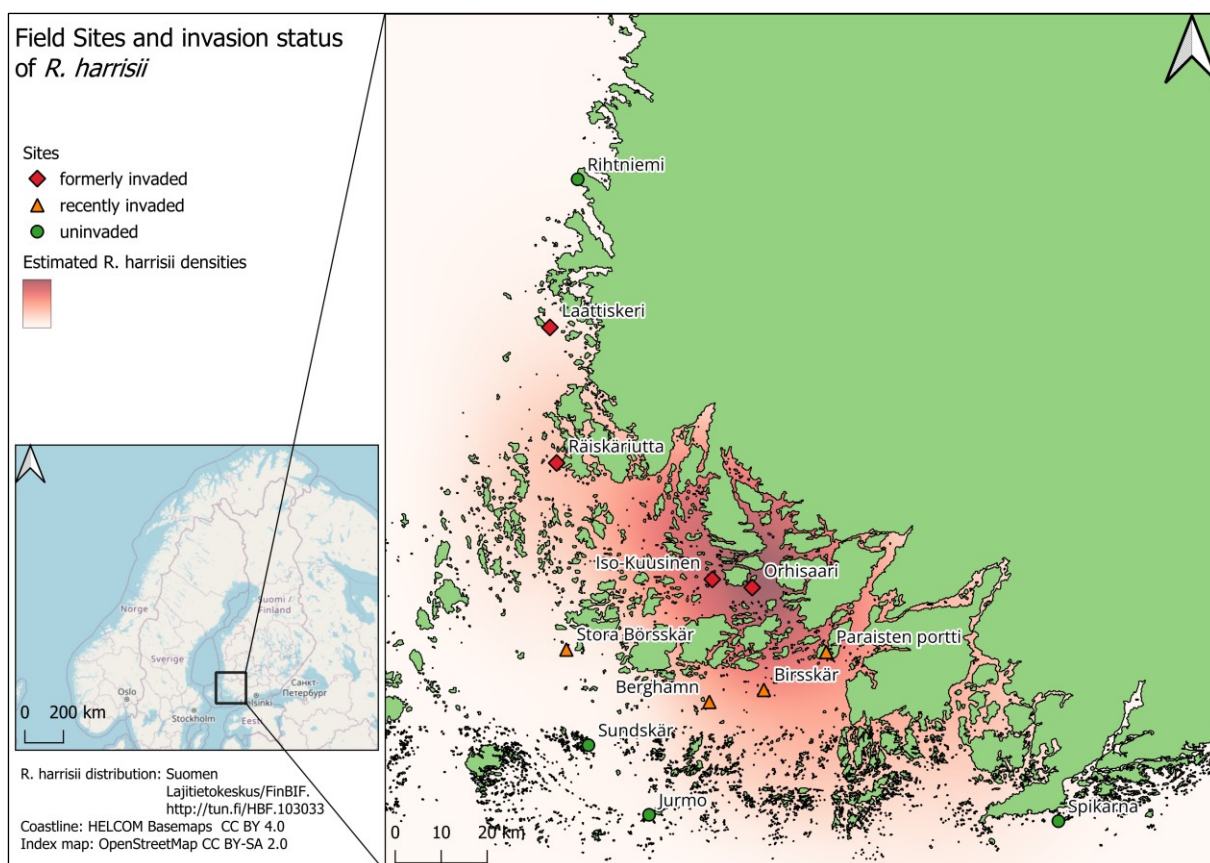 Field Sites and invasion status
of R. harrisii
Sites
formerly invaded
recently invaded
uninvaded
Estimated R. harrisii densities
Norge
Sverige
Suomi /
Finland
Oslo
Stockholm
Helsinki
Eesti
Санкт-
Петербург
0 200 km
R. harrisii distribution: Suomen
Lajitietokeskus/FinBIF.
http://tun.fi/HBF.103033
Coastline: HELCOM Basemaps CC BY 4.0
Index map: OpenStreetMap CC BY-SA 2.0
Rihtniemi
Laattiskeri
Räiskäriutta
Iso-Kuusinen
Orhisaari
Stora Börsskär
Paraisten portti
Birsskär
Berghamn
Sundskär
Jurmo
Spikarna
0 10 20 km